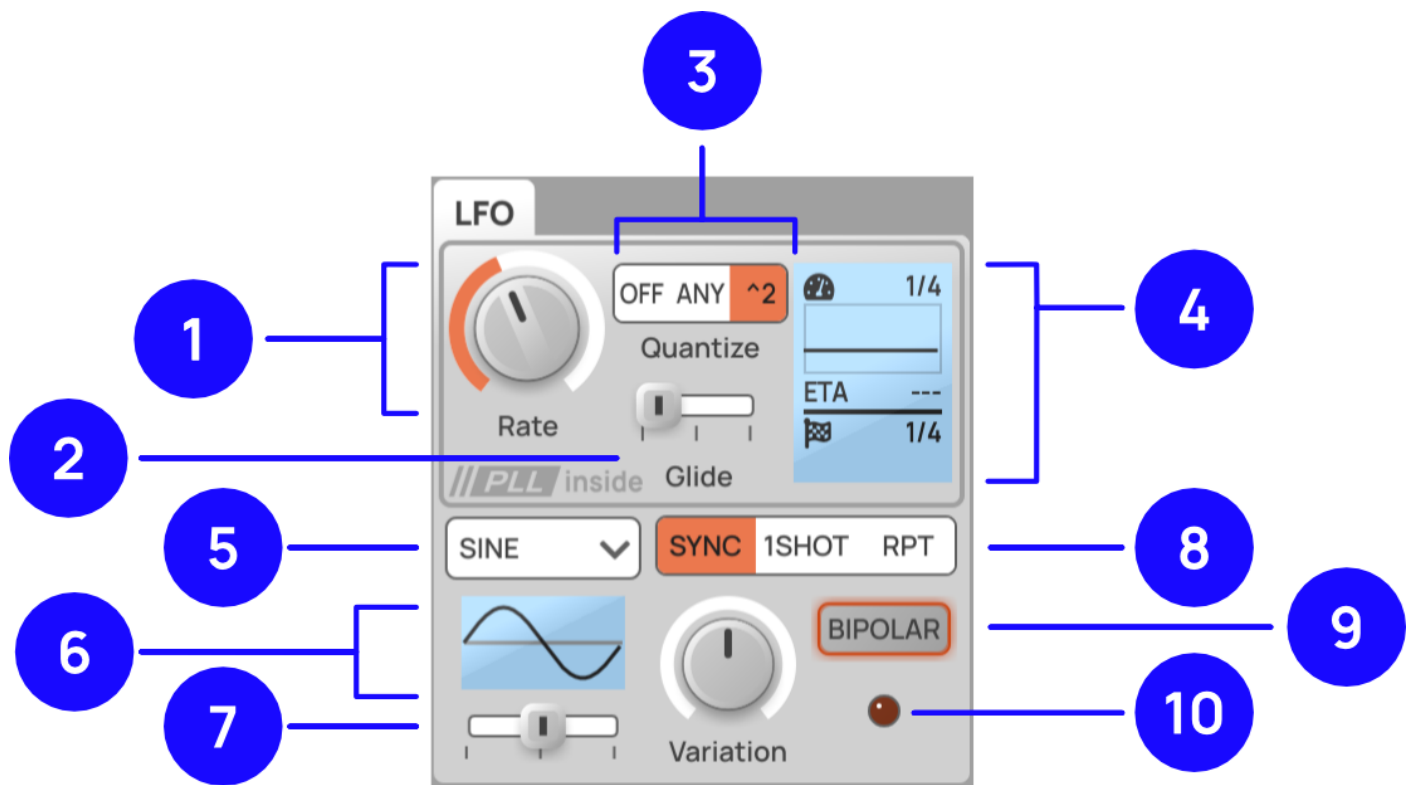 3
LFO
1
OFF ANY ^2
1/4
4
Quantize
ETA ---
Rate
1/4
2
/// PLL inside
Glide
5
SINE
SYNC 1SHOT RPT
8
6
BIPOLAR
9
7
Variation
10